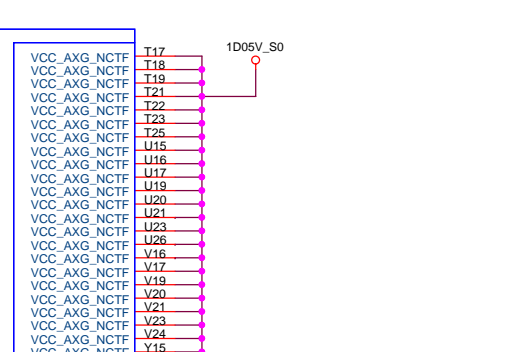 1D05V_S0
VCC_AXG_NCTF T17
VCC_AXG_NCTF T18
VCC_AXG_NCTF T19
VCC_AXG_NCTF T21
VCC_AXG_NCTF T22
VCC_AXG_NCTF T23
VCC_AXG_NCTF T25
VCC_AXG_NCTF U15
VCC_AXG_NCTF U16
VCC_AXG_NCTF U17
VCC_AXG_NCTF U19
VCC_AXG_NCTF U20
VCC_AXG_NCTF U21
VCC_AXG_NCTF U23
VCC_AXG_NCTF U26
VCC_AXG_NCTF V16
VCC_AXG_NCTF V17
VCC_AXG_NCTF V19
VCC_AXG_NCTF V20
VCC_AXG_NCTF V21
VCC_AXG_NCTF V23
VCC_AXG_NCTF V24
VCC_AXG_NCTF Y15